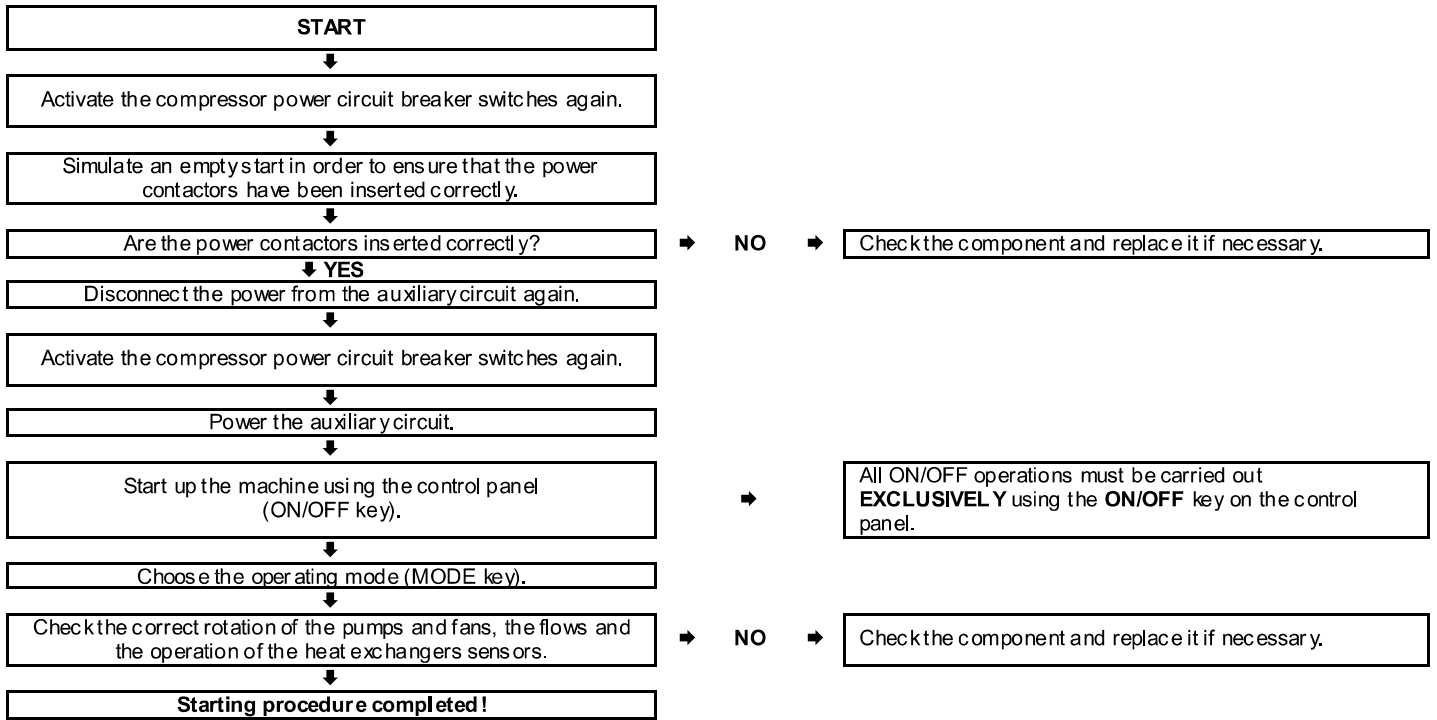 START
Activate the compressor power circuit breaker switches again.
Simulate an empty start in order to ensure that the power
contactors have been inserted correctly.
Are the power contactors inserted correctly?
NO
Check the component and replace it if necessary.
YES
Disconnect the power from the auxiliary circuit again.
Activate the compressor power circuit breaker switches again.
Power the auxiliary circuit.
Start up the machine using the control panel
(ON/OFF key).
All ON/OFF operations must be carried out
EXCLUSIVELY using the ON/OFF key on the control
panel.
Choose the operating mode (MODE key).
Check the correct rotation of the pumps and fans, the flows and
the operation of the heat exchangers sensors.
NO
Check the component and replace it if necessary.
Starting procedure completed!